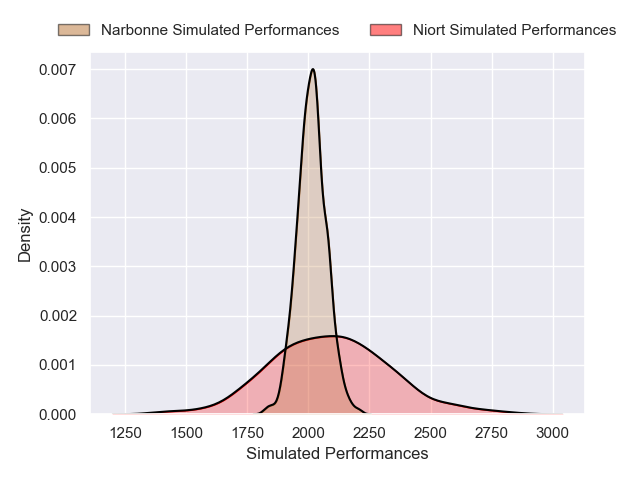 Narbonne Simulated Performances Niort Simulated Performances
0.007
0.006
0.005
0.004
0.003
0.002
0.001
0.000
Density
1250 1500 1750 2000 2250 2500 2750 3000
Simulated Performances